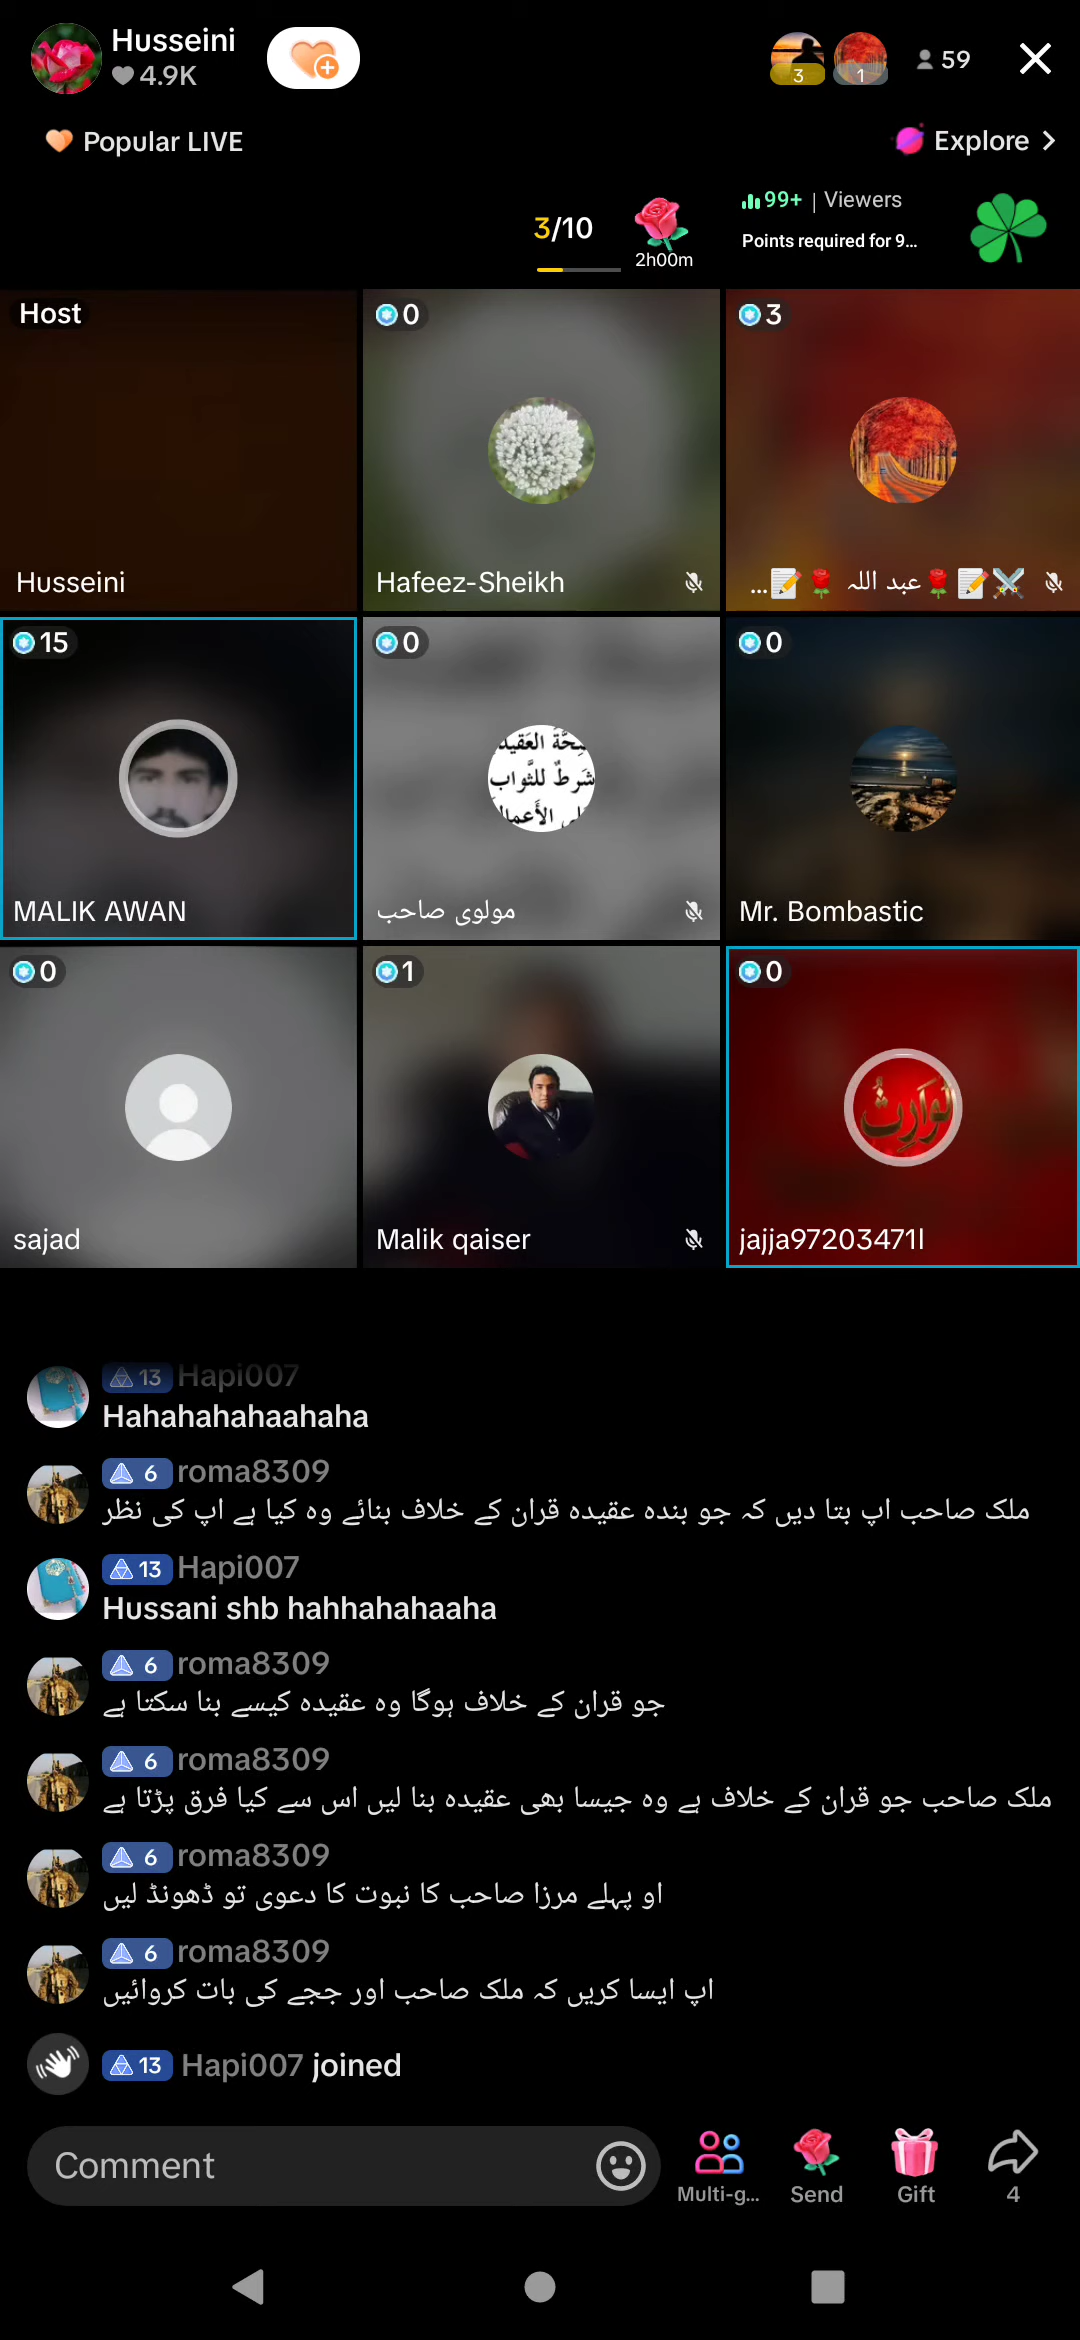 Husseini
4.9K
3
1
59
Popular LIVE
Explore
3/10
2h00m
99+ | Viewers
Points required for 9...
Host
Husseini
0
Hafeez-Sheikh
3
⚔️📝🌹عبد اللہ 🌹📝...
15
MALIK AWAN
0
شَرطٌ للثَّواب
مولوی صاحب
0
Mr. Bombastic
0
sajad
1
Malik qaiser
0
jajja97203471l
13 Hapi007
Hahahahahaahaha
6 roma8309
ملک صاحب اپ بتا دیں کہ جو بندہ عقیدہ قران کے خلاف بنائے وہ کیا ہے اپ کی نظر
13 Hapi007
Hussani shb hahhahahaaha
6 roma8309
جو قران کے خلاف ہوگا وہ عقیدہ کیسے بنا سکتا ہے
6 roma8309
ملک صاحب جو قران کے خلاف ہے وہ جیسا بھی عقیدہ بنا لیں اس سے کیا فرق پڑتا ہے
6 roma8309
او پہلے مرزا صاحب کا نبوت کا دعوی تو ڈھونڈ لیں
6 roma8309
اپ ایسا کریں کہ ملک صاحب اور ججے کی بات کروائیں
13 Hapi007 joined
Comment
Multi-g...
Send
Gift
4